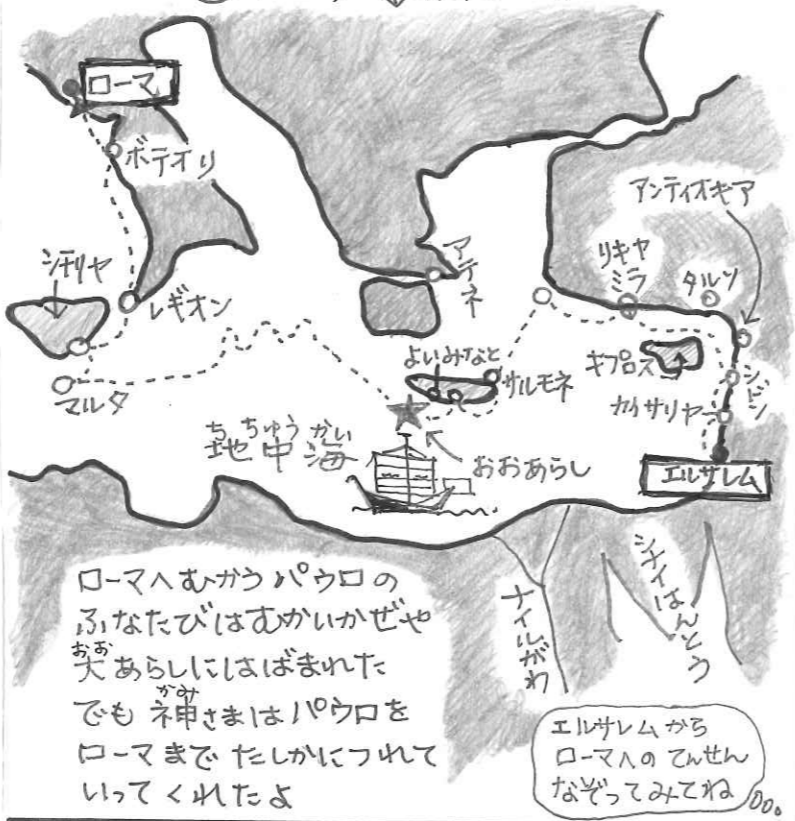 ローマ
ポテオリ
アンティオキア
リキヤ
ミラ
タルソ
アテネ
シチリヤ
レギオン
よいみなと
サルモネ
キプロス
シドン
マルタ
カイサリヤ
ちちゅうかい
地中海
おおあらし
エルサレム
ナイルがわ
シナイはんとう
ローマへむかうパウロの
ふなたびはむかいかぜや
おお
大あらしにはばまれた
かみ
でも神さまはパウロを
ローマまでたしかにつれて
いってくれたよ
エルサレムから
ローマへのてんせん
なぞってみてね